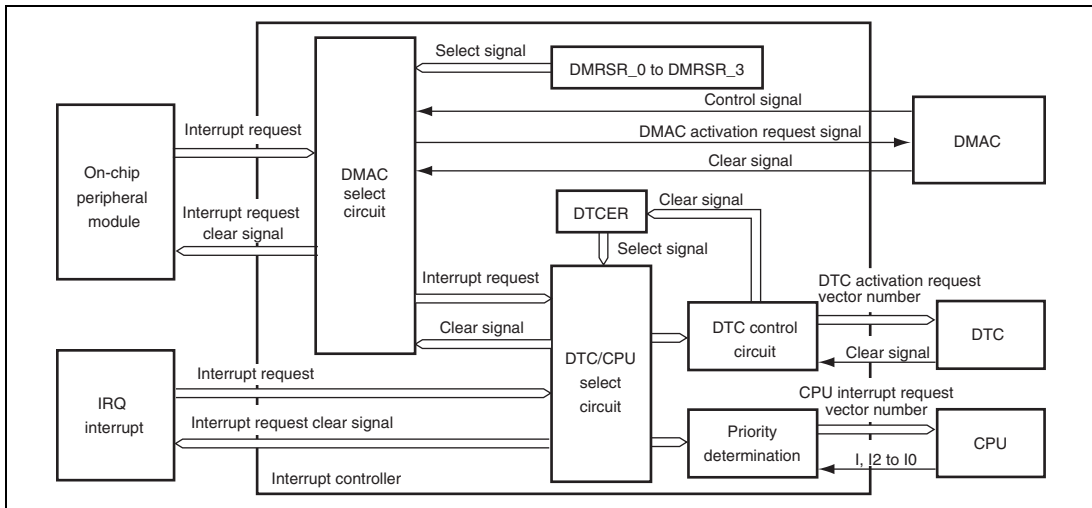 Select signal
DMRSR_0 to DMRSR_3
Control signal
Interrupt request
DMAC activation request signal
DMAC
On-chip
peripheral
module
DMAC
select
circuit
Clear signal
Interrupt request
clear signal
DTCER
Clear signal
Select signal
Interrupt request
DTC activation request
vector number
Clear signal
DTC control
circuit
DTC
DTC/CPU
select
circuit
Clear signal
IRQ
interrupt
Interrupt request
CPU interrupt request
vector number
Interrupt request clear signal
Priority
determination
CPU
I, I2 to I0
Interrupt controller